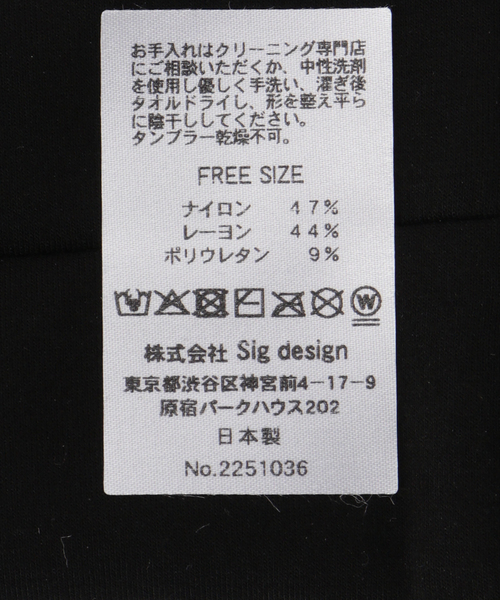 お手入れはクリーニング専門店
にご相談いただくか、中性洗剤
を使用し優しく手洗い、濯ぎ後
タオルドライし、形を整え平ら
に陰干ししてください。
タンブラー乾燥不可。
FREE SIZE
ナイロン 47%
レーヨン 44%
ポリウレタン 9%
W
株式会社 Sig design
東京都渋谷区神宮前4-17-9
原宿パークハウス202
日本製
No.2251036